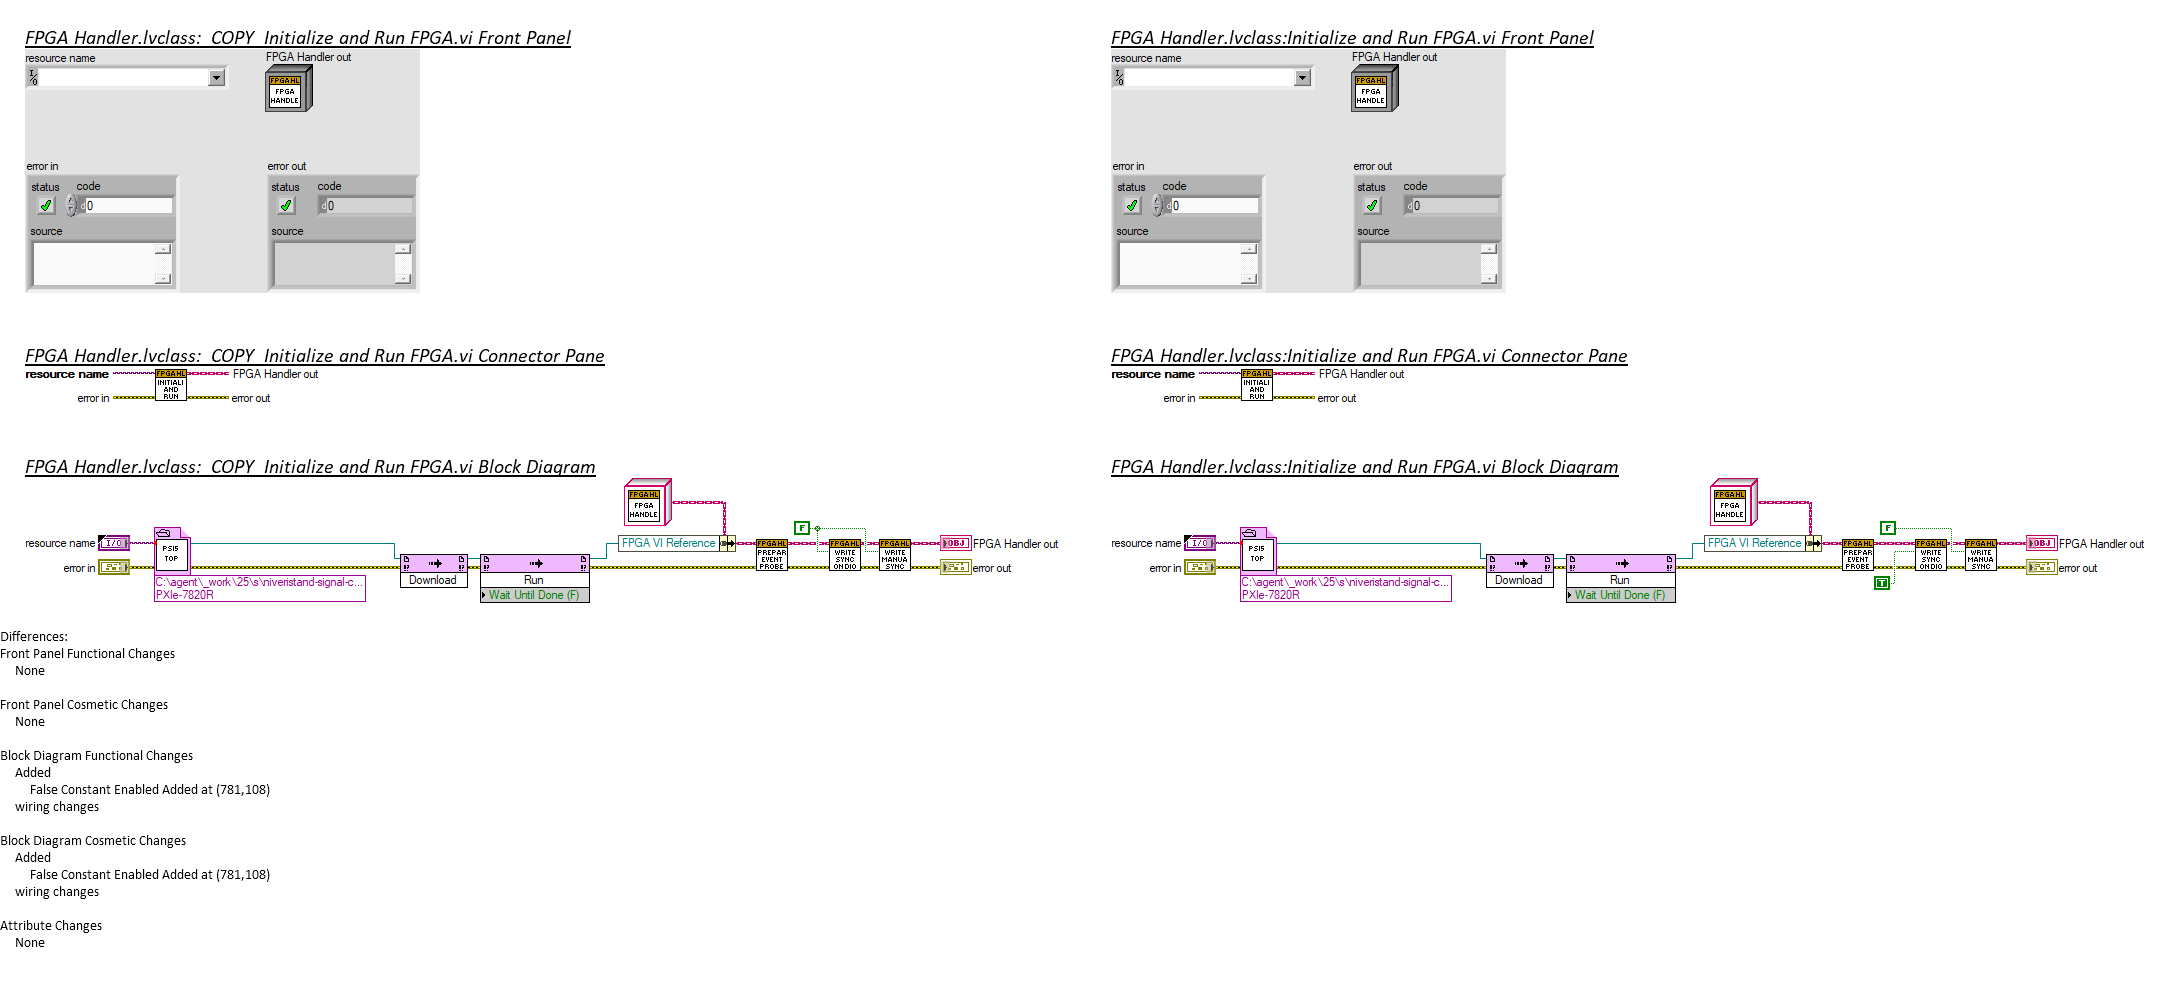 FPGA Handler.lvclass:_COPY_Initialize and Run FPGA.vi Front Panel
resource name
FPGA Handler out
I/O
FPGAHL
FPGA
HANDLE
error in
error out
status code
status code
d 0
d 0
source
source
FPGA Handler.lvclass:_COPY_Initialize and Run FPGA.vi Connector Pane
resource name
FPGAHL
INITIALI
AND
RUN
FPGA Handler out
error in
error out
FPGA Handler.lvclass:_COPY_Initialize and Run FPGA.vi Block Diagram
FPGAHL
FPGA
HANDLE
F
resource name
I/O
PSI5
TOP
FPGA VI Reference
FPGAHL
PREPAR
EVENT
PROBE
FPGAHL
WRITE
SYNC
ONDIO
FPGAHL
WRITE
MANUA
SYNC
OBJ
FPGA Handler out
error in
Download
Run
Wait Until Done (F)
error out
C:\agent\_work\25\s\niveristand-signal-c...
PXIe-7820R
Differences:
Front Panel Functional Changes
None
Front Panel Cosmetic Changes
None
Block Diagram Functional Changes
Added
False Constant Enabled Added at (781,108)
wiring changes
Block Diagram Cosmetic Changes
Added
False Constant Enabled Added at (781,108)
wiring changes
Attribute Changes
None
FPGA Handler.lvclass:Initialize and Run FPGA.vi Front Panel
resource name
FPGA Handler out
I/O
FPGAHL
FPGA
HANDLE
error in
error out
status code
status code
d 0
d 0
source
source
FPGA Handler.lvclass:Initialize and Run FPGA.vi Connector Pane
resource name
FPGAHL
INITIALI
AND
RUN
FPGA Handler out
error in
error out
FPGA Handler.lvclass:Initialize and Run FPGA.vi Block Diagram
FPGAHL
FPGA
HANDLE
F
resource name
I/O
PSI5
TOP
FPGA VI Reference
FPGAHL
PREPAR
EVENT
PROBE
FPGAHL
WRITE
SYNC
ONDIO
FPGAHL
WRITE
MANUA
SYNC
OBJ
FPGA Handler out
error in
Download
Run
Wait Until Done (F)
T
error out
C:\agent\_work\25\s\niveristand-signal-c...
PXIe-7820R